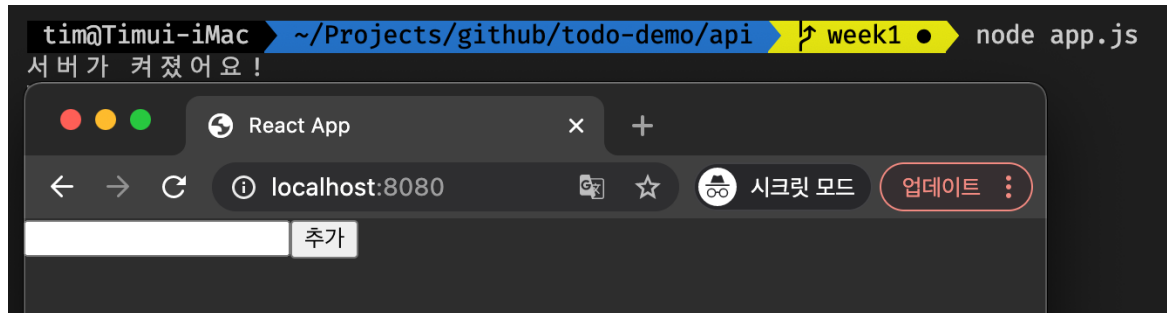 tim@Timui-iMac ~/Projects/github/todo-demo/api week1 ● node app.js
서버가 켜졌어요!
React App
localhost:8080 시크릿 모드 업데이트
추가